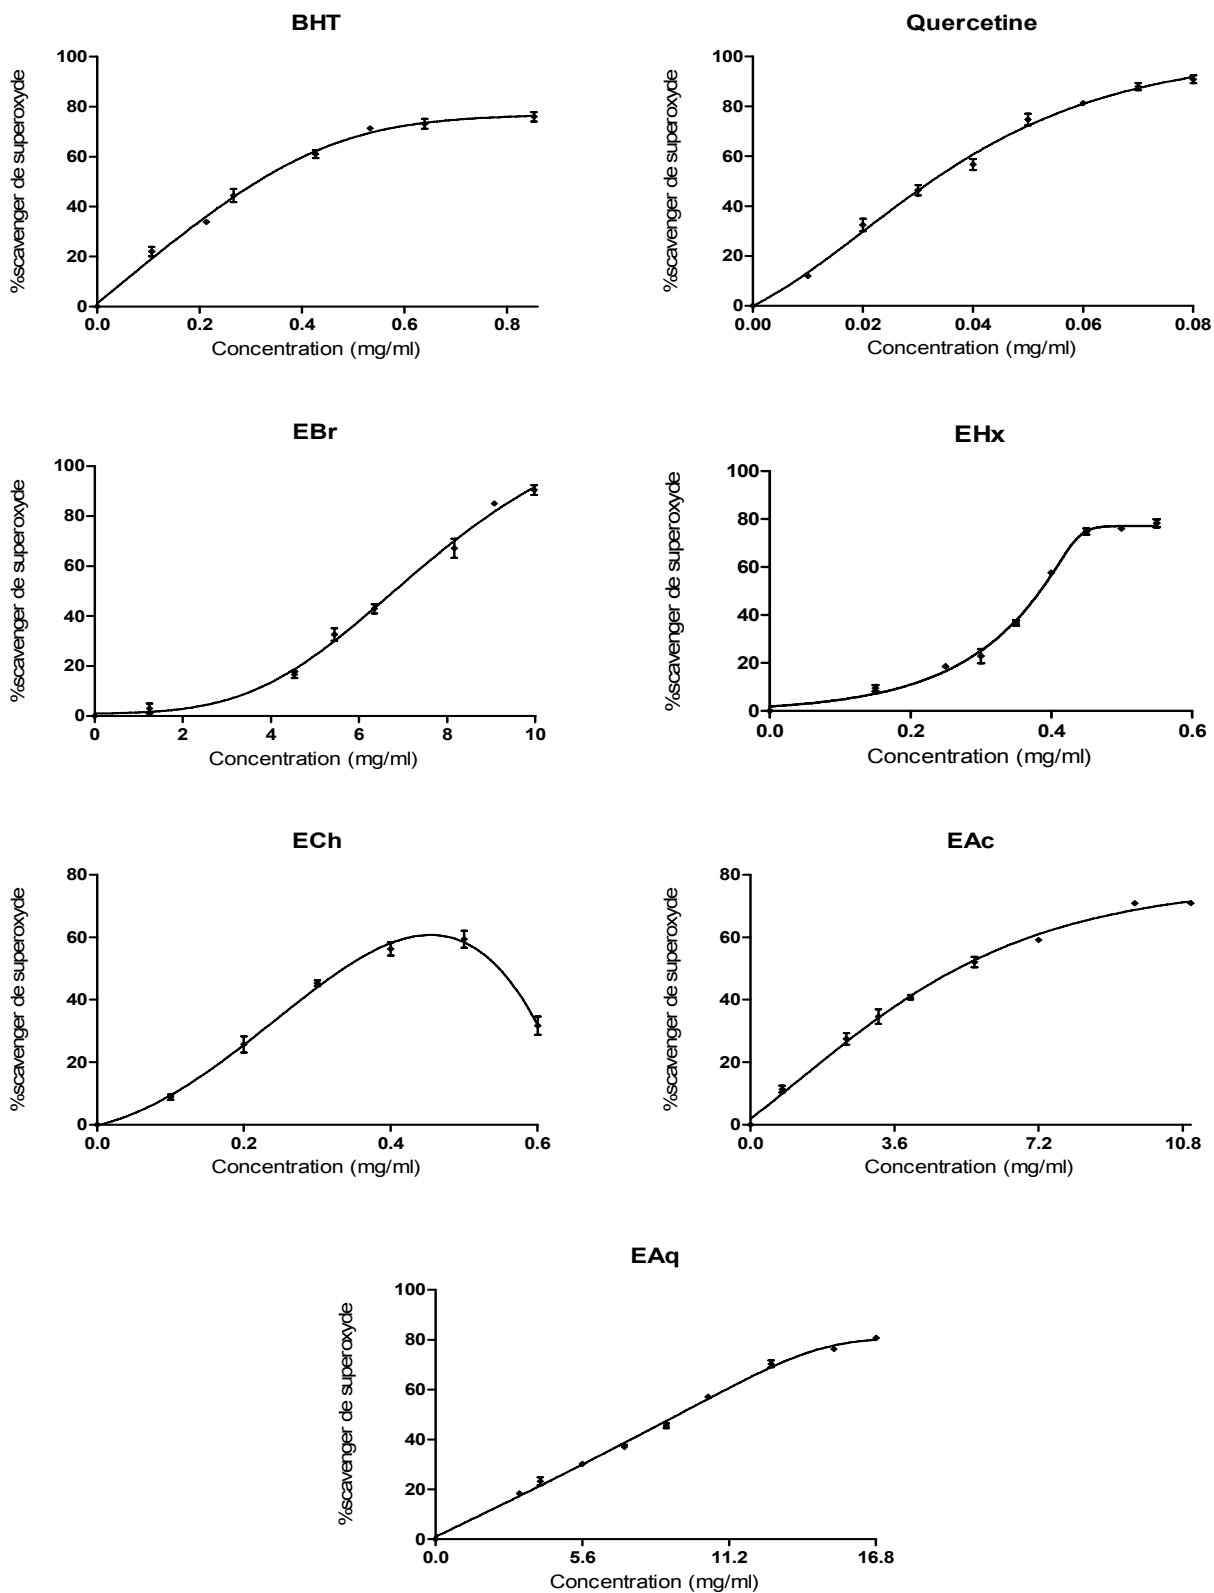 BHT
100
80
60
40
20
0
%scavenger de superoxyde
0.0 0.2 0.4 0.6 0.8
Concentration (mg/ml)
Quercetine
100
80
60
40
20
0
%scavenger de superoxyde
0.00 0.02 0.04 0.06 0.08
Concentration (mg/ml)
EBr
100
80
60
40
20
0
%scavenger de superoxyde
0 2 4 6 8 10
Concentration (mg/ml)
EHx
100
80
60
40
20
0
%scavenger de superoxyde
0.0 0.2 0.4 0.6
Concentration (mg/ml)
ECh
80
60
40
20
0
%scavenger de superoxyde
0.0 0.2 0.4 0.6
Concentration (mg/ml)
EAc
80
60
40
20
0
%scavenger de superoxyde
0.0 3.6 7.2 10.8
Concentration (mg/ml)
EAq
100
80
60
40
20
0
%scavenger de superoxyde
0.0 5.6 11.2 16.8
Concentration (mg/ml)